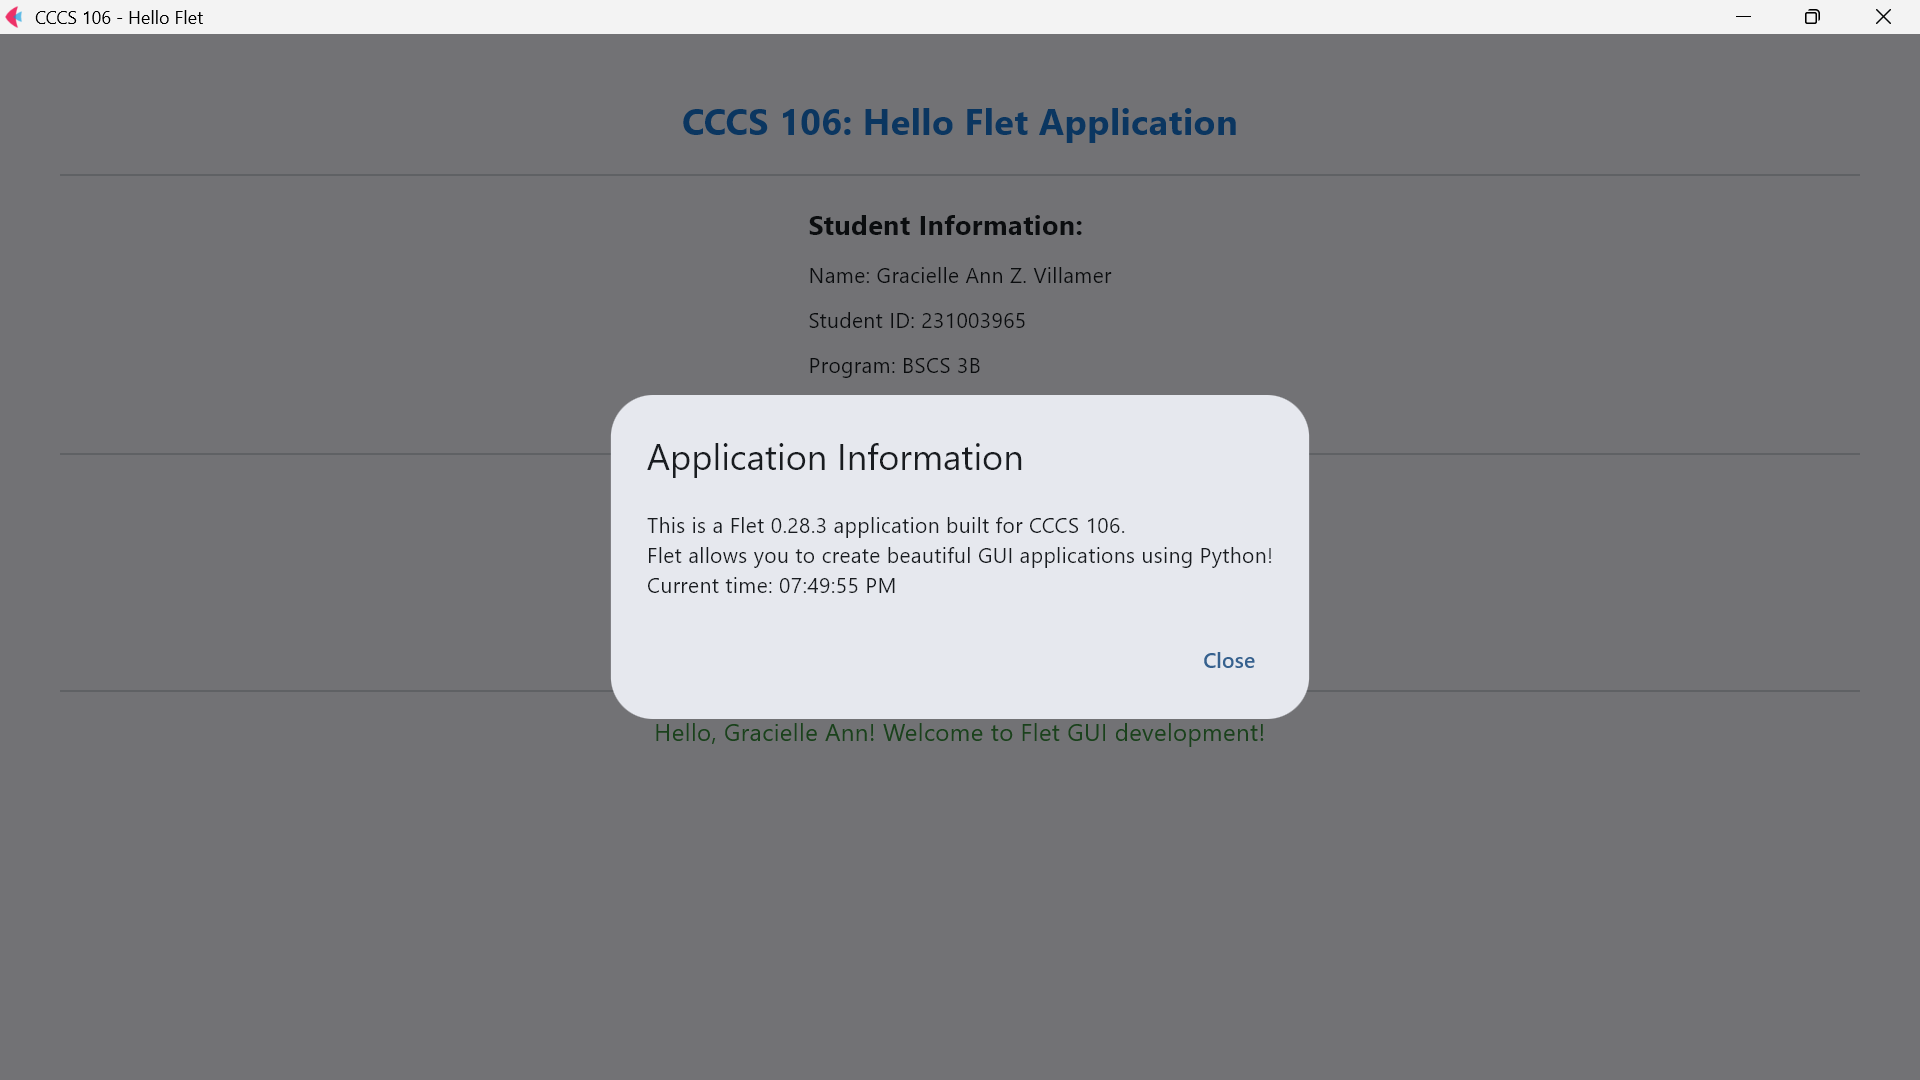 CCCS 106 - Hello Flet
CCCS 106: Hello Flet Application
Student Information:
Name: Gracielle Ann Z. Villamer
Student ID: 231003965
Program: BSCS 3B
Application Information
This is a Flet 0.28.3 application built for CCCS 106.
Flet allows you to create beautiful GUI applications using Python!
Current time: 07:49:55 PM
Close
Hello, Gracielle Ann! Welcome to Flet GUI development!